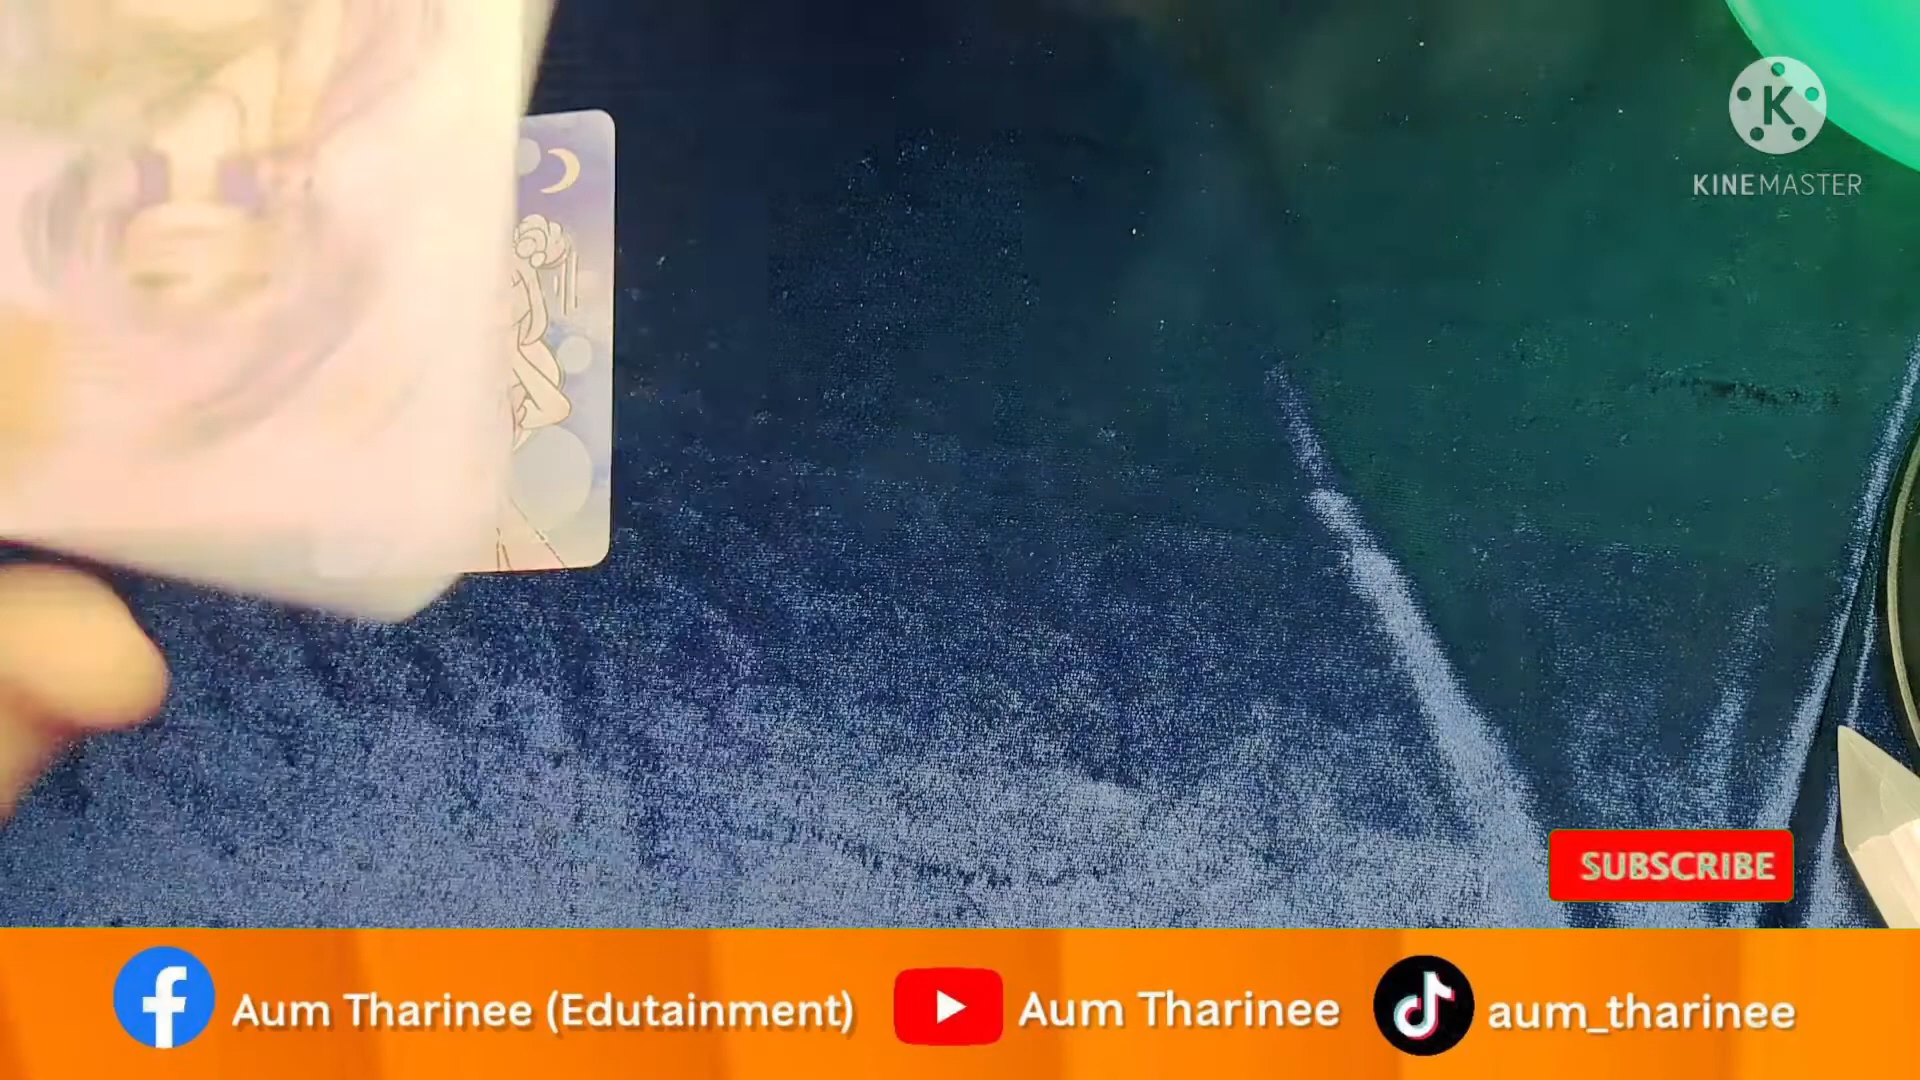 K
KINEMASTER
SUBSCRIBE
Aum Tharinee (Edutainment)
Aum Tharinee
aum_tharinee